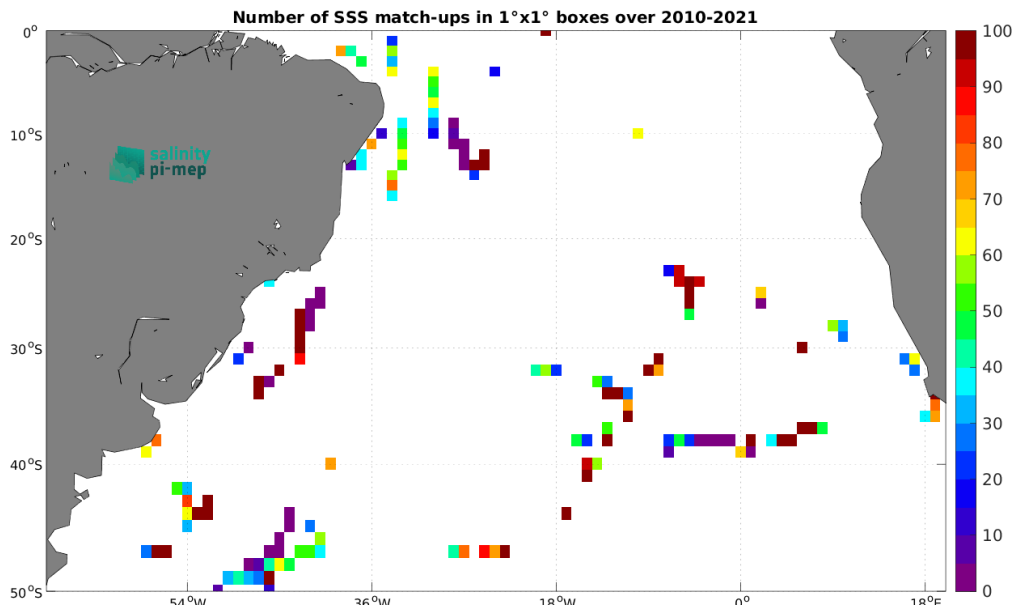 Number of SSS match-ups in 1°x1° boxes over 2010-2021
0°
10°S
20°S
30°S
40°S
50°S
salinity
pi-mep
54°W
36°W
18°W
0°
18°E
100
90
80
70
60
50
40
30
20
10
0